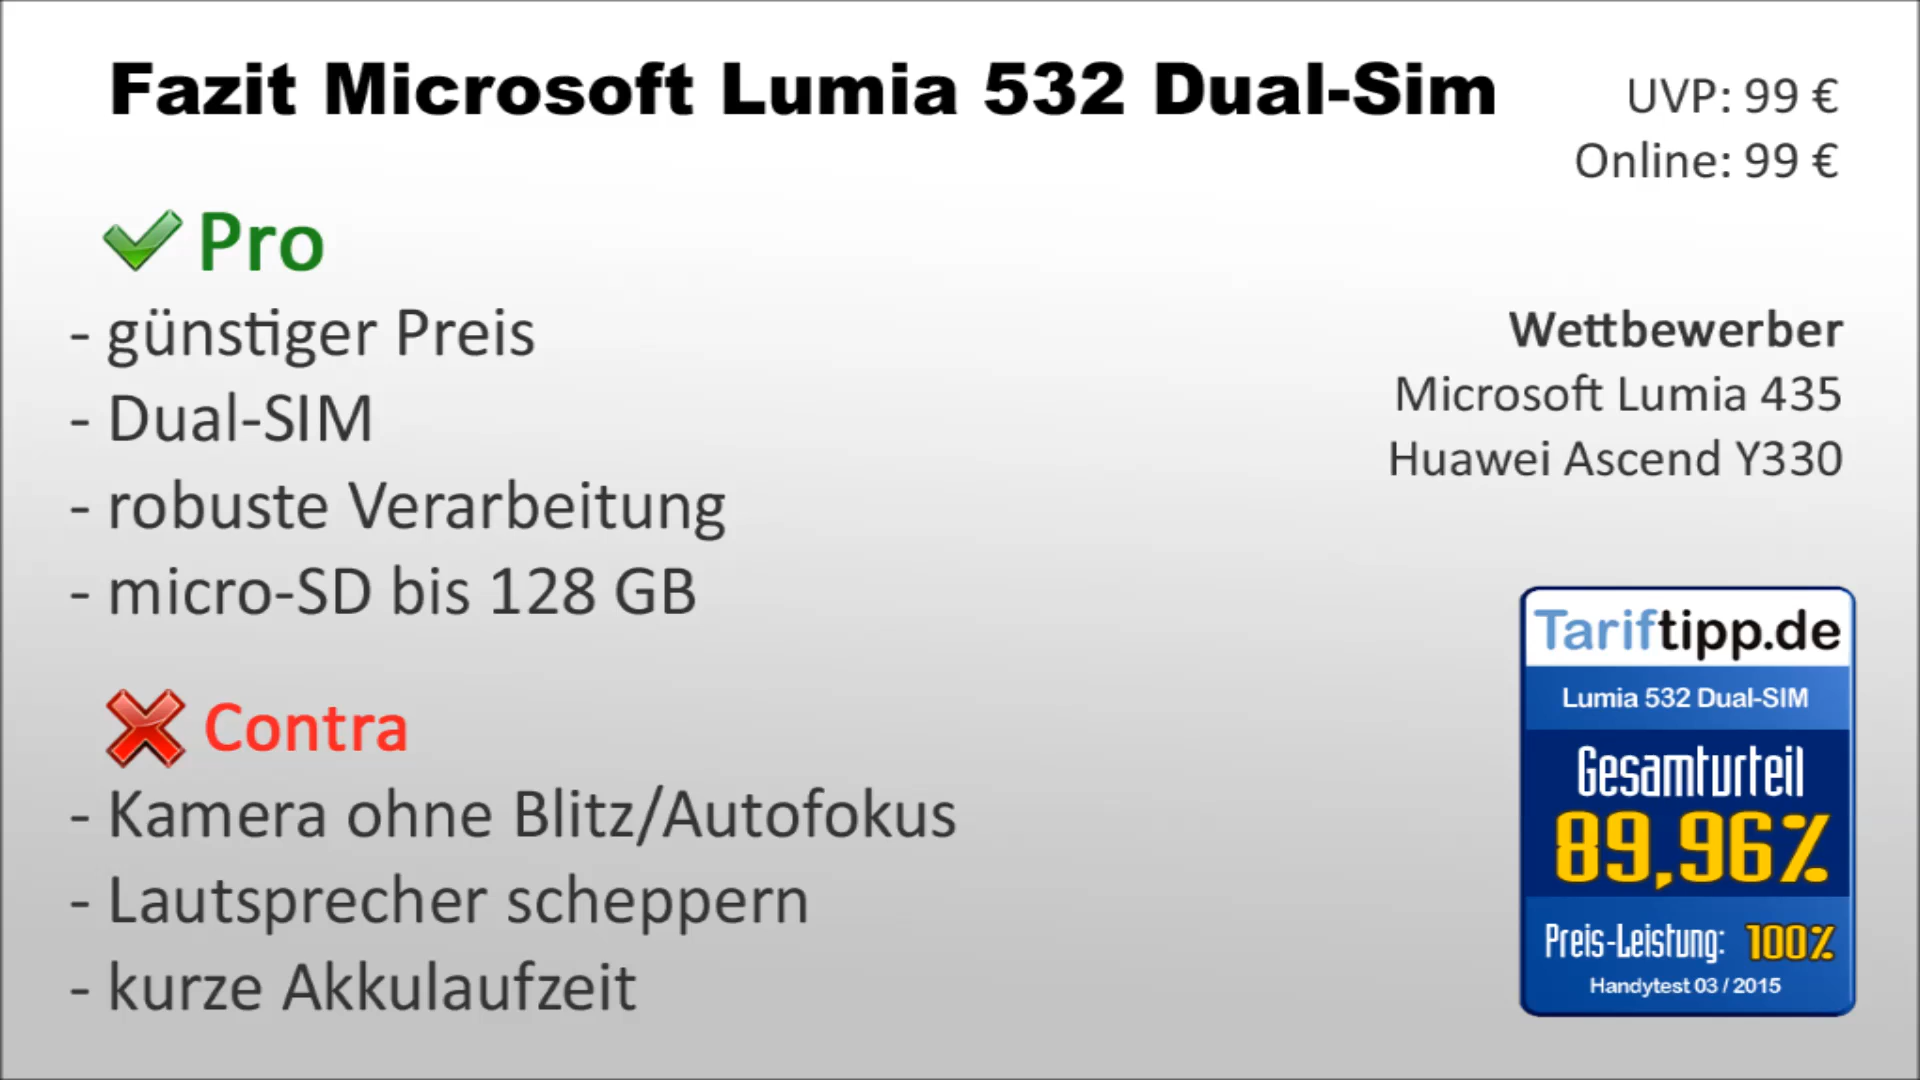 Fazit Microsoft Lumia 532 Dual-Sim
UVP: 99 €
Online: 99 €
Pro
- günstiger Preis
- Dual-SIM
- robuste Verarbeitung
- micro-SD bis 128 GB
Wettbewerber
Microsoft Lumia 435
Huawei Ascend Y330
Contra
- Kamera ohne Blitz/Autofokus
- Lautsprecher scheppern
- kurze Akkulaufzeit
Tariftipp.de
Lumia 532 Dual-SIM
Gesamturteil
89,96%
Preis-Leistung: 100%
Handytest 03 / 2015